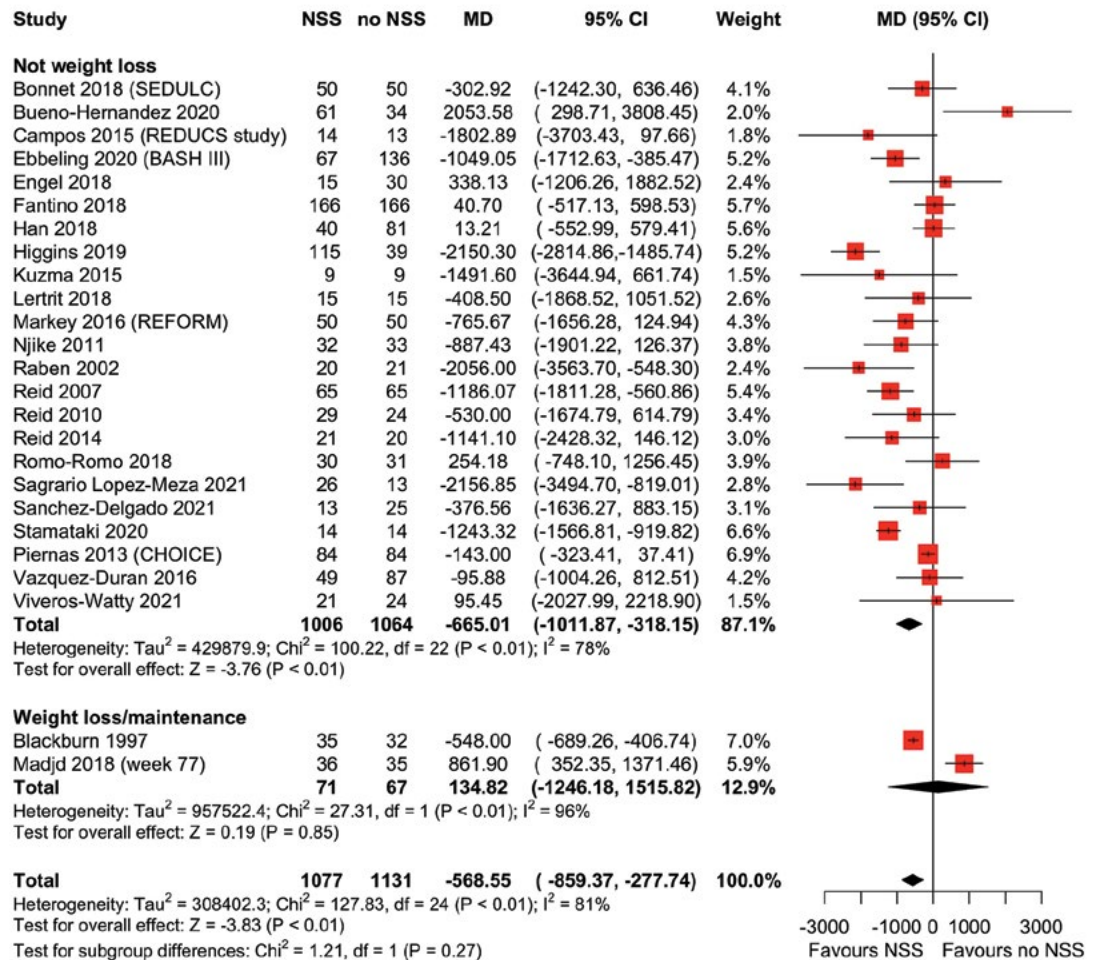 Study NSS no NSS MD 95% CI Weight MD (95% CI)
Not weight loss
Bonnet 2018 (SEDULC) 50 50 -302.92 (-1242.30, 636.46) 4.1%
Bueno-Hernandez 2020 61 34 2053.58 ( 298.71, 3808.45) 2.0%
Campos 2015 (REDUCS study) 14 13 -1802.89 (-3703.43, 97.66) 1.8%
Ebbeling 2020 (BASH III) 67 136 -1049.05 (-1712.63, -385.47) 5.2%
Engel 2018 15 30 338.13 (-1206.26, 1882.52) 2.4%
Fantino 2018 166 166 40.70 ( -517.13, 598.53) 5.7%
Han 2018 40 81 13.21 ( -552.99, 579.41) 5.6%
Higgins 2019 115 39 -2150.30 (-2814.86,-1485.74) 5.2%
Kuzma 2015 9 9 -1491.60 (-3644.94, 661.74) 1.5%
Lertrit 2018 15 15 -408.50 (-1868.52, 1051.52) 2.6%
Markey 2016 (REFORM) 50 50 -765.67 (-1656.28, 124.94) 4.3%
Njike 2011 32 33 -887.43 (-1901.22, 126.37) 3.8%
Raben 2002 20 21 -2056.00 (-3563.70, -548.30) 2.4%
Reid 2007 65 65 -1186.07 (-1811.28, -560.86) 5.4%
Reid 2010 29 24 -530.00 (-1674.79, 614.79) 3.4%
Reid 2014 21 20 -1141.10 (-2428.32, 146.12) 3.0%
Romo-Romo 2018 30 31 254.18 ( -748.10, 1256.45) 3.9%
Sagrario Lopez-Meza 2021 26 13 -2156.85 (-3494.70, -819.01) 2.8%
Sanchez-Delgado 2021 13 25 -376.56 (-1636.27, 883.15) 3.0%
Stamataki 2020 14 14 -1243.32 (-1566.81, -919.82) 6.6%
Piernas 2013 (CHOICE) 84 84 -143.00 ( -323.41, 37.41) 6.9%
Vazquez-Duran 2016 49 87 -95.88 (-1004.26, 812.51) 4.2%
Viveros-Watty 2021 21 24 95.45 (-2027.99, 2218.90) 1.5%
Total 1006 1064 -665.01 (-1011.87, -318.15) 87.1%
Heterogeneity: Tau² = 429879.9; Chi² = 100.22, df = 22 (P < 0.01); I² = 78%
Test for overall effect: Z = -3.76 (P < 0.01)
Weight loss/maintenance
Blackburn 1997 35 32 -548.00 ( -689.26, -406.74) 7.0%
Madjd 2018 (week 77) 36 35 861.90 ( 352.35, 1371.46) 5.9%
Total 71 67 134.82 (-1246.18, 1515.82) 12.9%
Heterogeneity: Tau² = 957522.4; Chi² = 27.31, df = 1 (P < 0.01); I² = 96%
Test for overall effect: Z = 0.19 (P = 0.85)
Total 1077 1131 -568.55 ( -859.37, -277.74) 100.0%
Heterogeneity: Tau² = 308402.3; Chi² = 127.83, df = 24 (P < 0.01); I² = 81%
Test for overall effect: Z = -3.83 (P < 0.01)
Test for subgroup differences: Chi² = 1.21, df = 1 (P = 0.27)
-3000 -1000 0 1000 3000
Favours NSS Favours no NSS